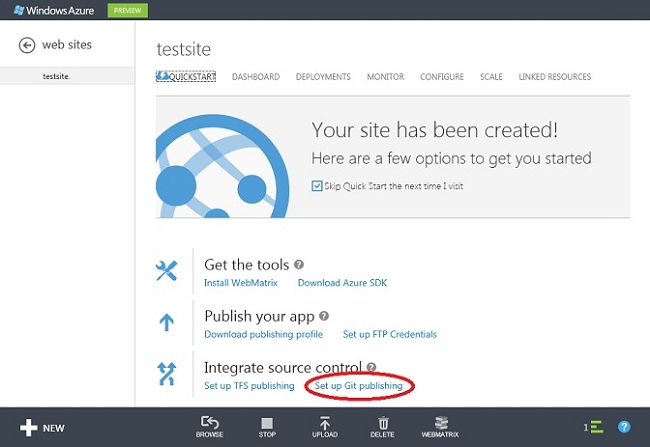 Windows Azure PREVIEW
web sites
testsite.
testsite
QUICKSTART DASHBOARD DEPLOYMENTS MONITOR CONFIGURE SCALE LINKED RESOURCES
Your site has been created!
Here are a few options to get you started
Skip Quick Start the next time I visit
Get the tools ?
Install WebMatrix Download Azure SDK
Publish your app ?
Download publishing profile Set up FTP Credentials
Integrate source control ?
Set up TFS publishing Set up Git publishing
NEW BROWSE STOP UPLOAD DELETE WEBMATRIX 1 ?